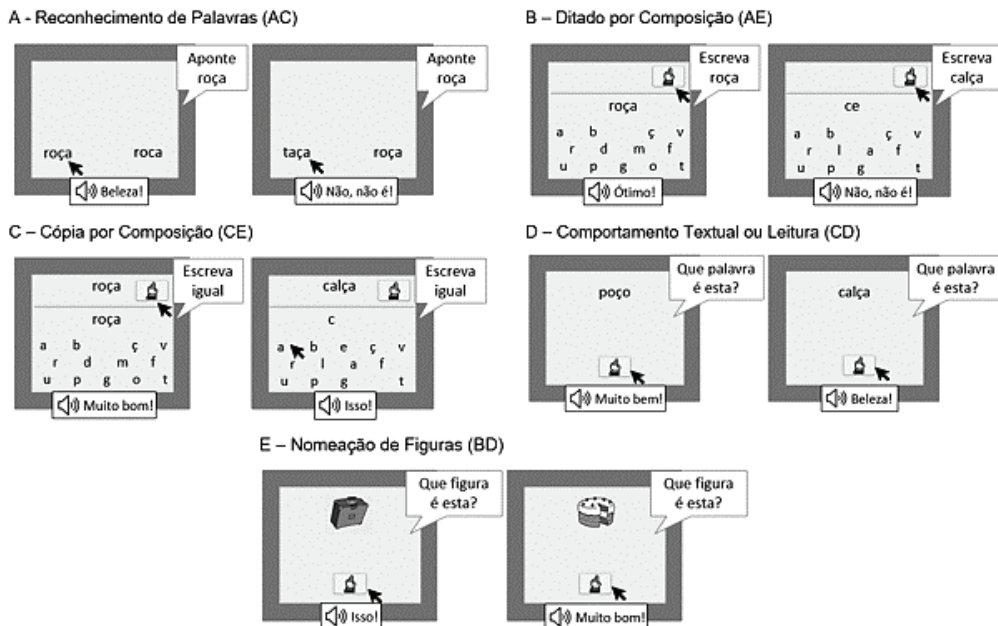 A - Reconhecimento de Palavras (AC)
Aponte
roça
roça
roca
Beleza!
Aponte
roça
taça
roça
Não, não é!
B – Ditado por Composição (AE)
Escreva
roça
roça
a b ç v
r d m f
u p g o t
Ótimo!
Escreva
calça
ce
a b ç v
r l a f
u p g t
Não, não é!
C – Cópia por Composição (CE)
Escreva
igual
roça
roça
a b ç v
r d m f
u p g o t
Muito bom!
Escreva
igual
calça
c
a b e ç v
r l a f
u p g t
Isso!
D – Comportamento Textual ou Leitura (CD)
Que palavra
é esta?
poço
Muito bem!
Que palavra
é esta?
calça
Beleza!
E – Nomeação de Figuras (BD)
Que figura
é esta?
Isso!
Que figura
é esta?
Muito bom!